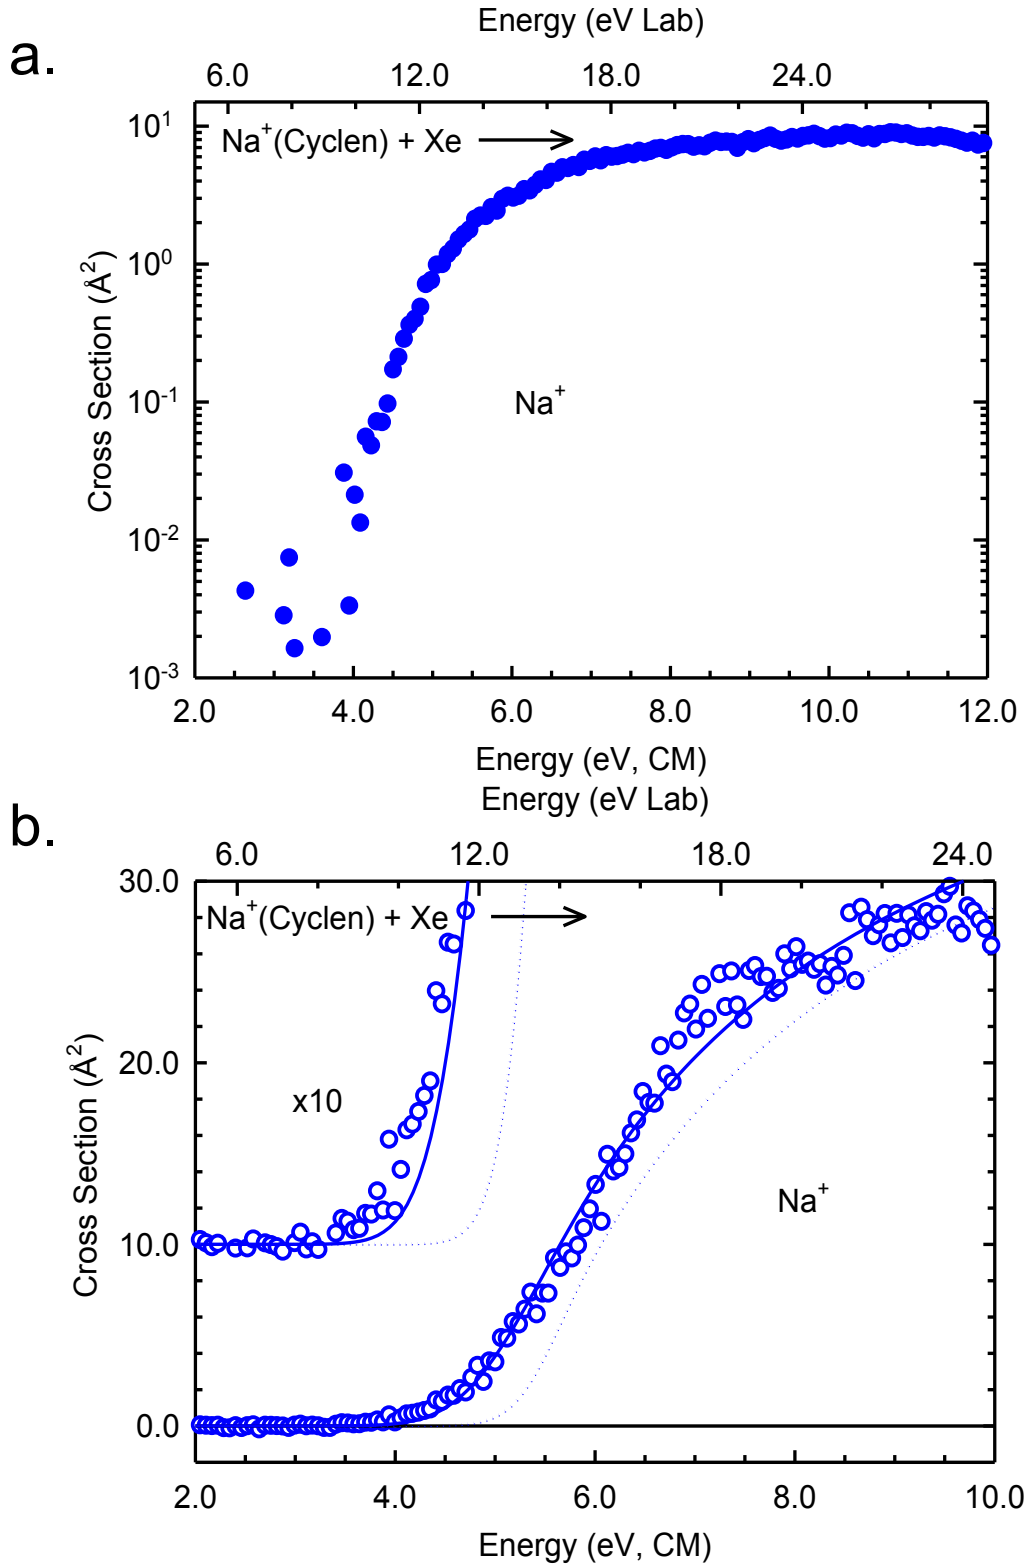 a.
Energy (eV Lab)
6.0 12.0 18.0 24.0
Na⁺(Cyclen) + Xe
10¹
10⁰
Cross Section (Å²)
Na⁺
10⁻¹
10⁻²
10⁻³
2.0 4.0 6.0 8.0 10.0 12.0
Energy (eV, CM)
b.
Energy (eV Lab)
6.0 12.0 18.0 24.0
30.0
Na⁺(Cyclen) + Xe
20.0
x10
Cross Section (Å²)
Na⁺
10.0
0.0
2.0 4.0 6.0 8.0 10.0
Energy (eV, CM)